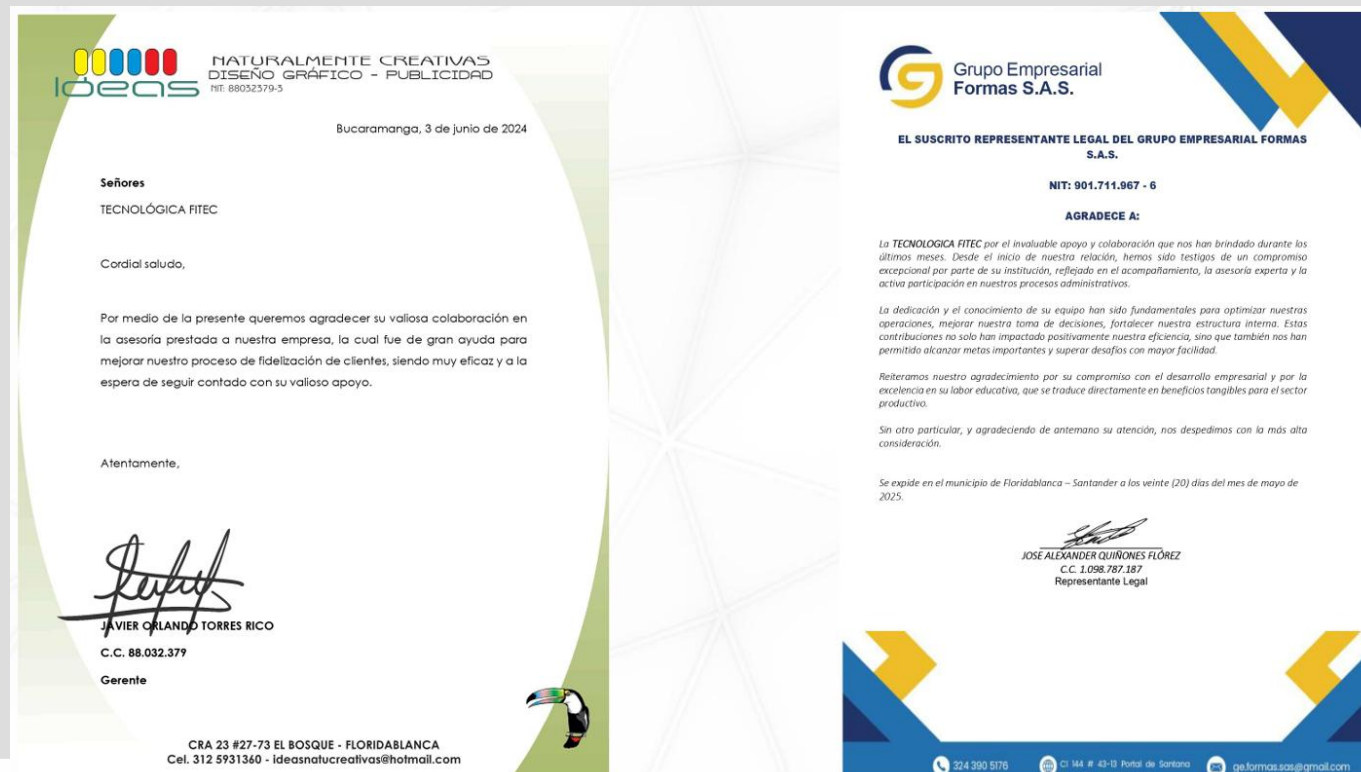 Ideas
NATURALMENTE CREATIVAS
DISEÑO GRÁFICO - PUBLICIDAD
NIT: 88032379-3
Bucaramanga, 3 de junio de 2024
Señores
TECNOLÓGICA FITEC
Cordial saludo,
Por medio de la presente queremos agradecer su valiosa colaboración en
la asesoría prestada a nuestra empresa, la cual fue de gran ayuda para
mejorar nuestro proceso de fidelización de clientes, siendo muy eficaz y a la
espera de seguir contado con su valioso apoyo.
Atentamente,
JAVIER ORLANDO TORRES RICO
C.C. 88.032.379
Gerente
CRA 23 #27-73 EL BOSQUE - FLORIDABLANCA
Cel. 312 5931360 - ideasnatucreativas@hotmail.com
Grupo Empresarial
Formas S.A.S.
EL SUSCRITO REPRESENTANTE LEGAL DEL GRUPO EMPRESARIAL FORMAS
S.A.S.
NIT: 901.711.967 - 6
AGRADECE A:
La TECNOLOGICA FITEC por el invaluable apoyo y colaboración que nos han brindado durante los
últimos meses. Desde el inicio de nuestra relación, hemos sido testigos de un compromiso
excepcional por parte de su institución, reflejado en el acompañamiento, la asesoría experta y la
activa participación en nuestros procesos administrativos.
La dedicación y el conocimiento de su equipo han sido fundamentales para optimizar nuestras
operaciones, mejorar nuestra toma de decisiones, fortalecer nuestra estructura interna. Estas
contribuciones no solo han impactado positivamente nuestra eficiencia, sino que también nos han
permitido alcanzar metas importantes y superar desafíos con mayor facilidad.
Reiteramos nuestro agradecimiento por su compromiso con el desarrollo empresarial y por la
excelencia en su labor educativa, que se traduce directamente en beneficios tangibles para el sector
productivo.
Sin otro particular, y agradeciendo de antemano su atención, nos despedimos con la más alta
consideración.
Se expide en el municipio de Floridablanca – Santander a los veinte (20) días del mes de mayo de
2025.
JOSE ALEXANDER QUIÑONES FLÓREZ
C.C. 1.098.787.187
Representante Legal
324 390 5176
Cl 144 # 43-13 Portal de Santana
ge.formas.sas@gmail.com